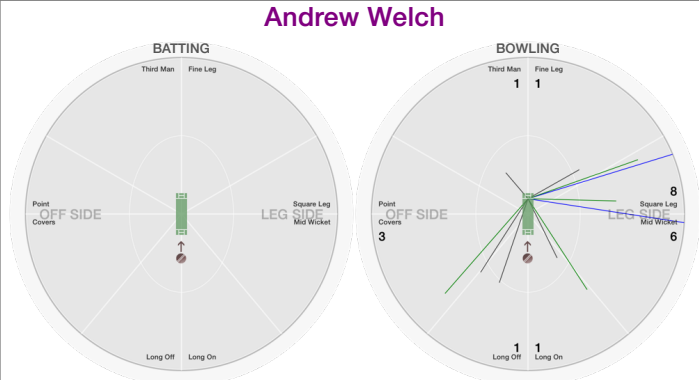 Andrew Welch
BATTING
BOWLING
Third Man Fine Leg
Third Man Fine Leg
1 1
Point
OFF SIDE
Covers
Square Leg
LEG SIDE
Mid Wicket
Point
OFF SIDE
Covers
3
8
Square Leg
LEG SIDE
Mid Wicket
6
Long Off Long On
1 1
Long Off Long On